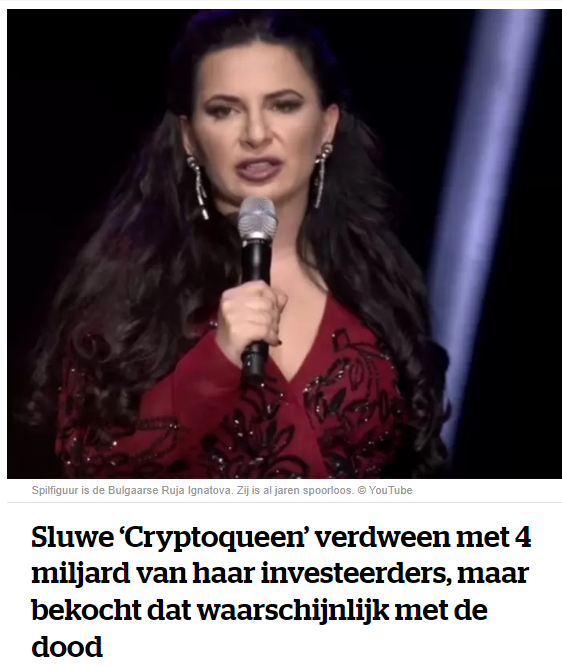 Spilfiguur is de Bulgaarse Ruja Ignatova. Zij is al jaren spoorloos. © YouTube
Sluwe ‘Cryptoqueen’ verdween met 4
miljard van haar investeerders, maar
bekocht dat waarschijnlijk met de
dood